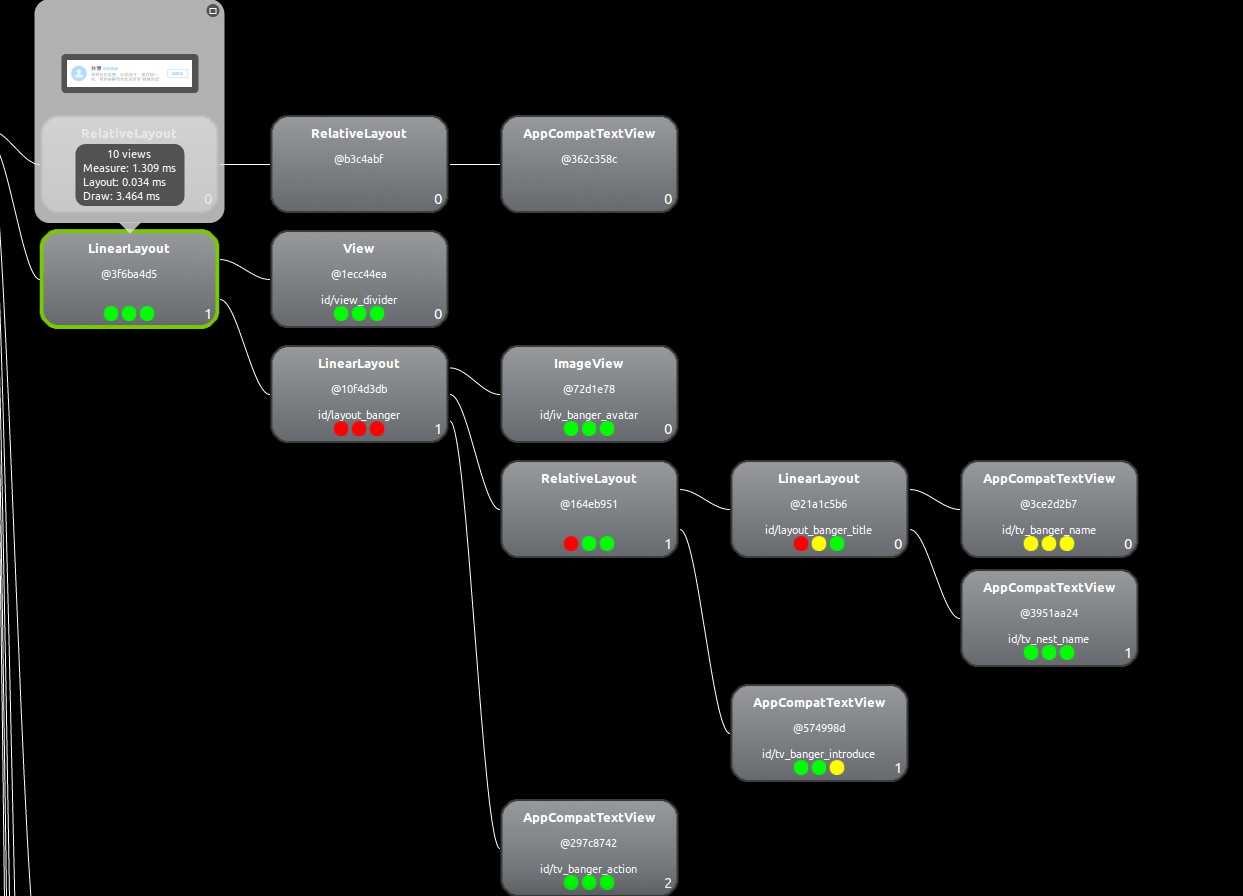 RelativeLayout
10 views
Measure: 1.309 ms
Layout: 0.034 ms
Draw: 3.464 ms
0
RelativeLayout
@b3c4abf
0
AppCompatTextView
@362c358c
0
LinearLayout
@3f6ba4d5
1
View
@1ecc44ea
id/view_divider
0
LinearLayout
@10f4d3db
id/layout_banger
1
ImageView
@72d1e78
id/iv_banger_avatar
0
RelativeLayout
@164eb951
1
LinearLayout
@21a1c5b6
id/layout_banger_title
0
AppCompatTextView
@3ce2d2b7
id/tv_banger_name
0
AppCompatTextView
@3951aa24
id/tv_nest_name
1
AppCompatTextView
@574998d
id/tv_banger_introduce
1
AppCompatTextView
@297c8742
id/tv_banger_action
2